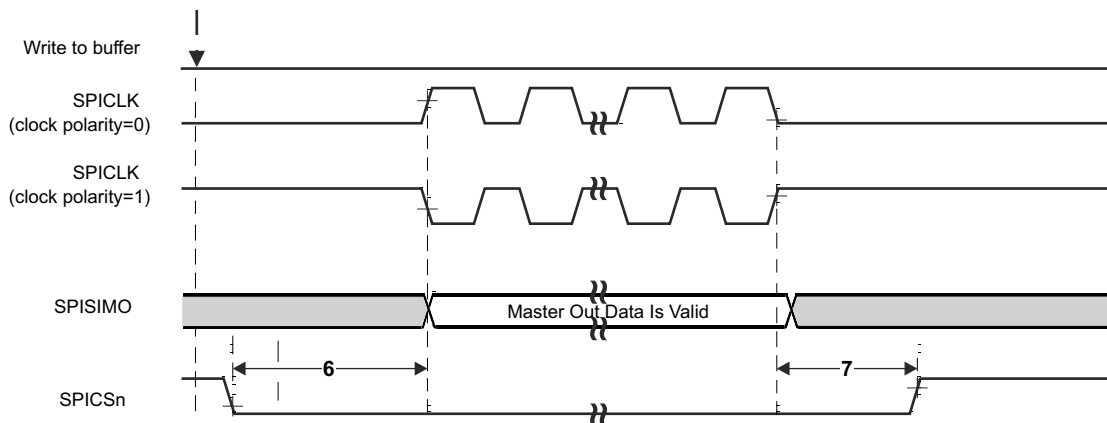 Write to buffer
SPICLK
(clock polarity=0)
SPICLK
(clock polarity=1)
SPISIMO
Master Out Data Is Valid
6
7
SPICSn